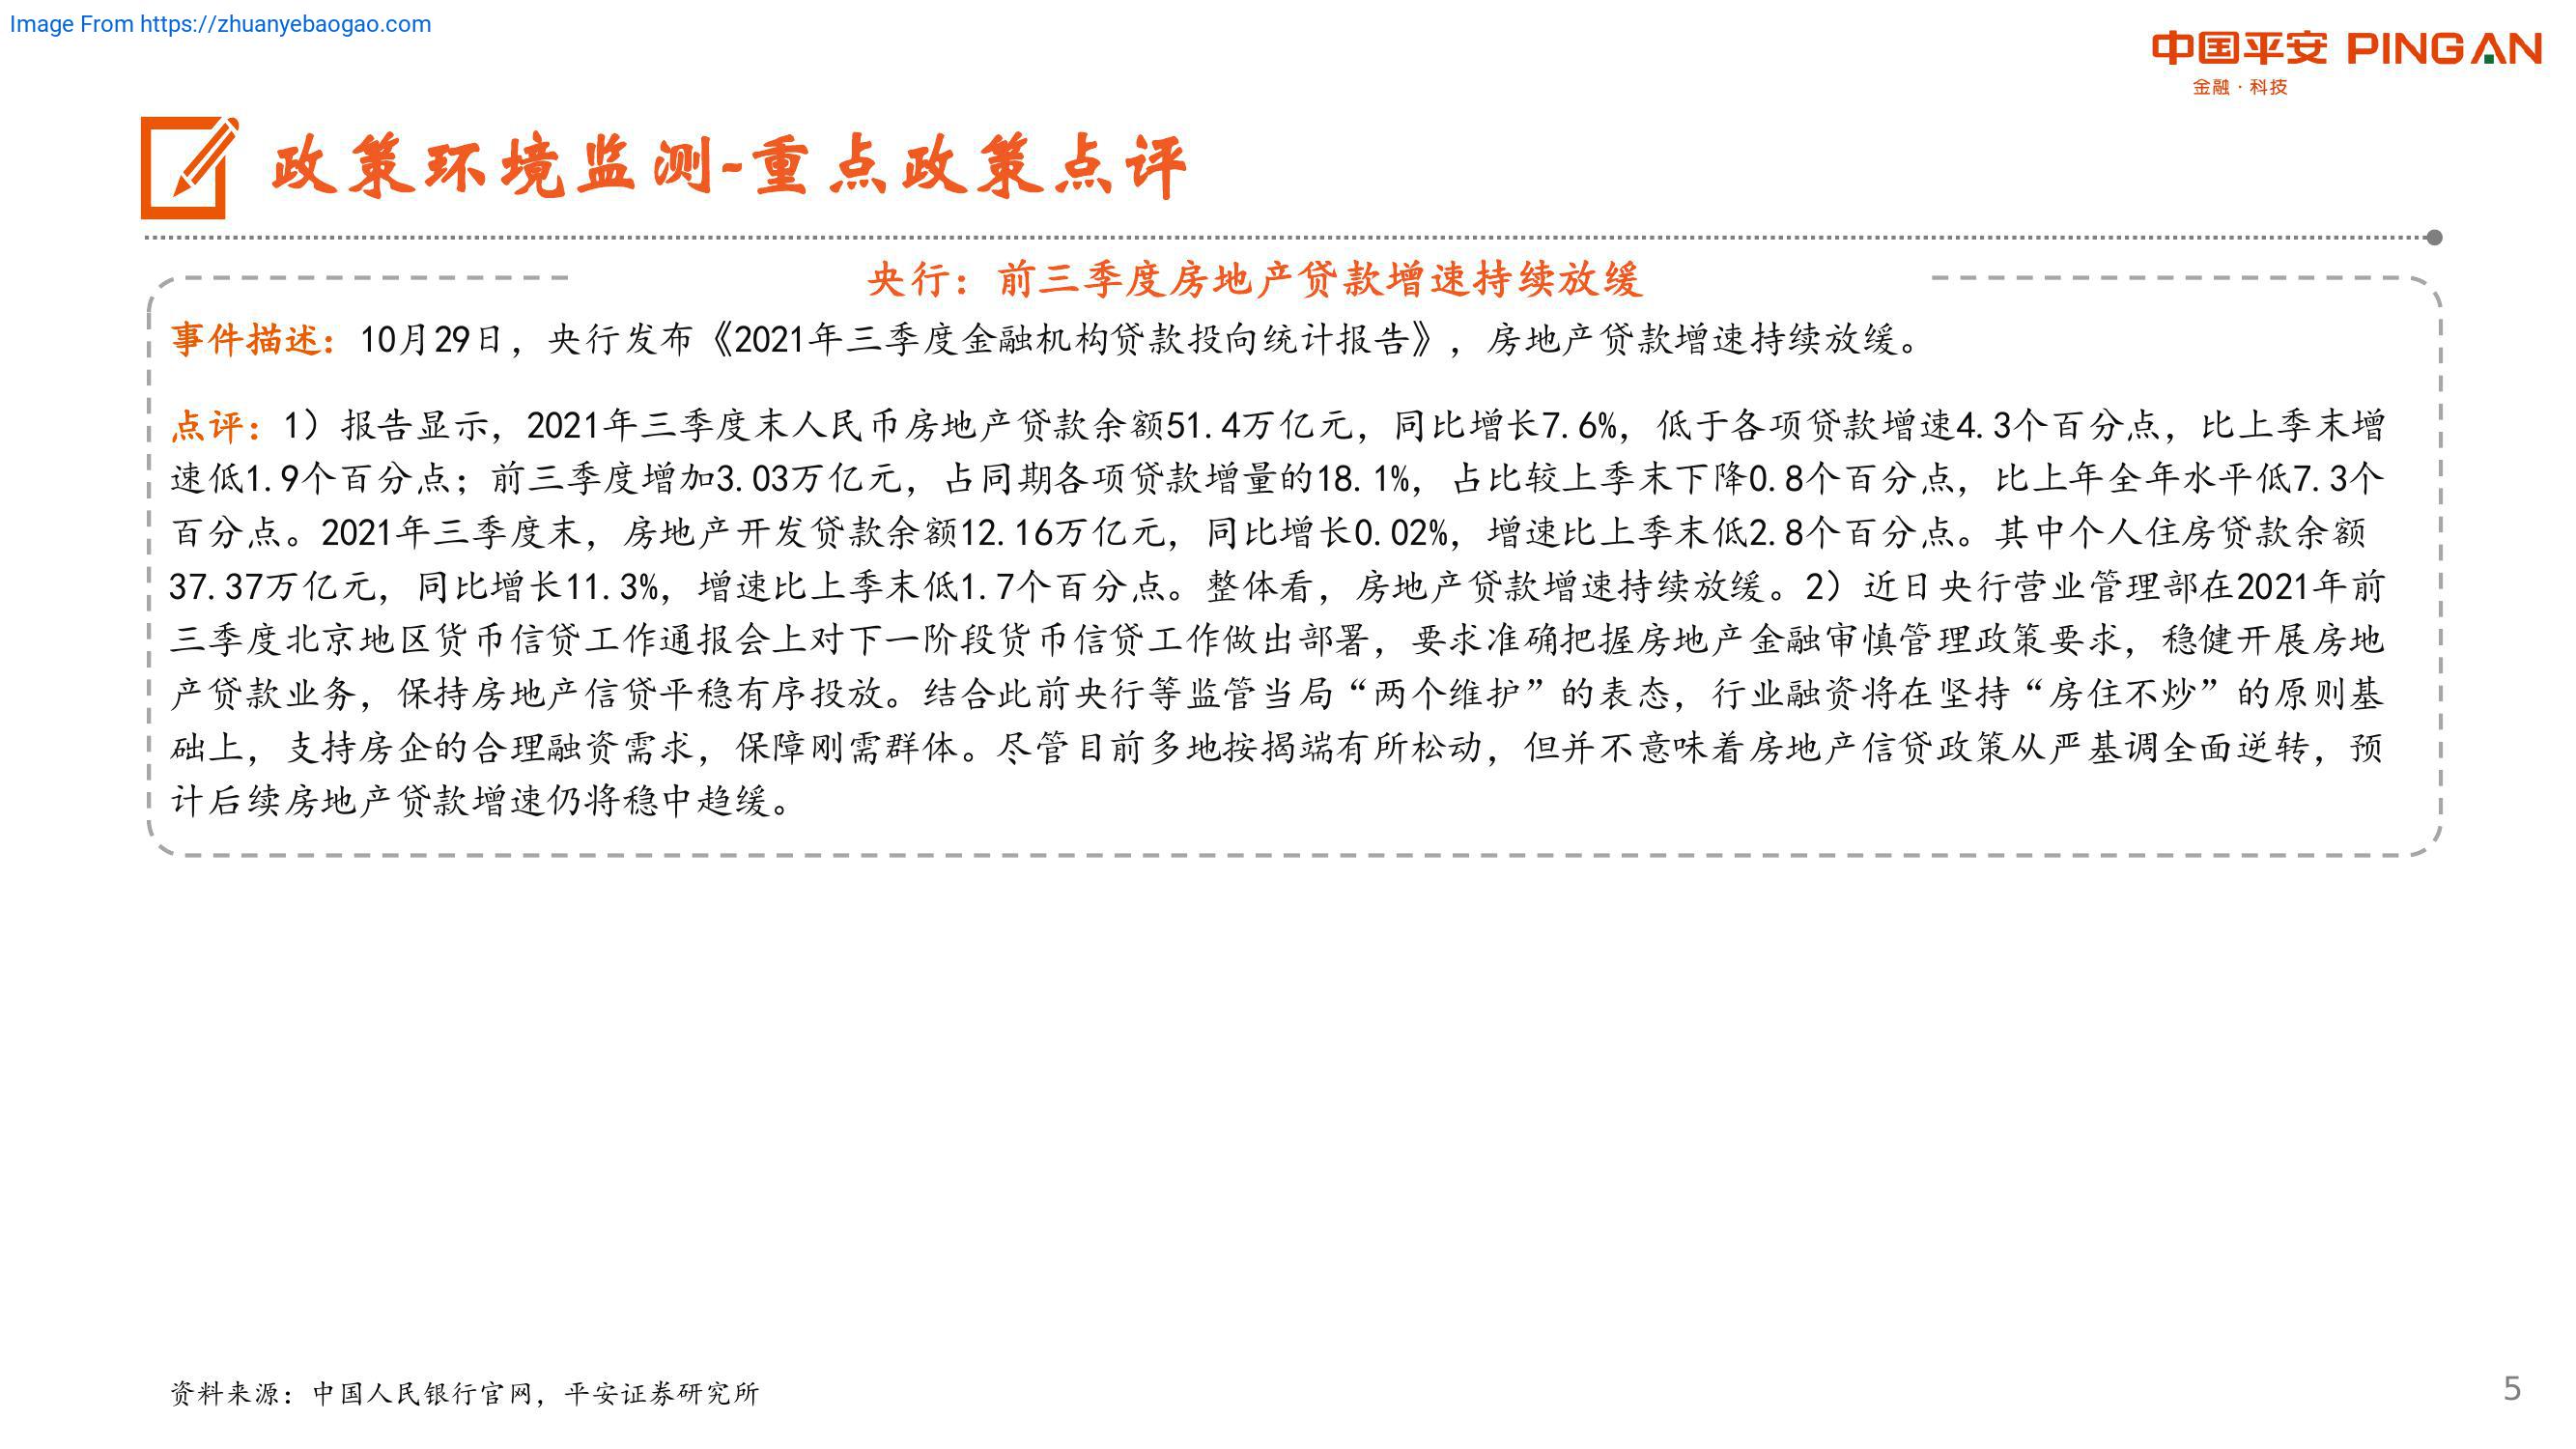 Image From https://zhuanyebaogao.com
中国平安 PINGAN
金融·科技
政策环境监测-重点政策点评
央行：前三季度房地产贷款增速持续放缓
事件描述：10月29日，央行发布《2021年三季度金融机构贷款投向统计报告》，房地产贷款增速持续放缓。
点评：1）报告显示，2021年三季度末人民币房地产贷款余额51.4万亿元，同比增长7.6%，低于各项贷款增速4.3个百分点，比上季末增
速低1.9个百分点；前三季度增加3.03万亿元，占同期各项贷款增量的18.1%，占比较上季末下降0.8个百分点，比上年全年水平低7.3个
百分点。2021年三季度末，房地产开发贷款余额12.16万亿元，同比增长0.02%，增速比上季末低2.8个百分点。其中个人住房贷款余额
37.37万亿元，同比增长11.3%，增速比上季末低1.7个百分点。整体看，房地产贷款增速持续放缓。2）近日央行营业管理部在2021年前
三季度北京地区货币信贷工作通报会上对下一阶段货币信贷工作做出部署，要求准确把握房地产金融审慎管理政策要求，稳健开展房地
产贷款业务，保持房地产信贷平稳有序投放。结合此前央行等监管当局“两个维护”的表态，行业融资将在坚持“房住不炒”的原则基
础上，支持房企的合理融资需求，保障刚需群体。尽管目前多地按揭端有所松动，但并不意味着房地产信贷政策从严基调全面逆转，预
计后续房地产贷款增速仍将稳中趋缓。
资料来源：中国人民银行官网，平安证券研究所
5